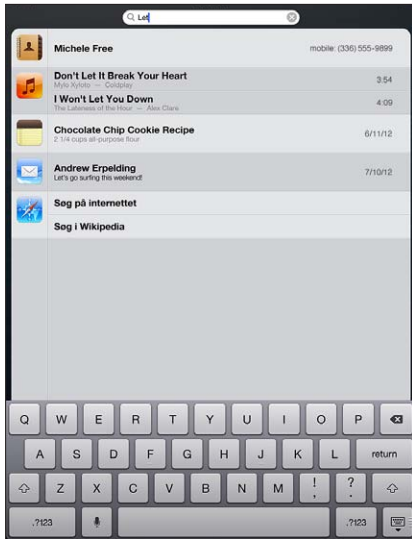 Let
Michele Free mobile: (336) 555-9899
Don't Let It Break Your Heart 3:54
Mylo Xyloto — Coldplay
I Won't Let You Down 4:09
The Lateness of the Hour — Alex Clare
Chocolate Chip Cookie Recipe 6/11/12
2 1/4 cups all-purpose flour
Andrew Erpelding 7/10/12
Let's go surfing this weekend!
Søg på internettet
Søg i Wikipedia
Q W E R T Y U I O P
A S D F G H J K L return
Z X C V B N M ! , ? .
.?123 .?123